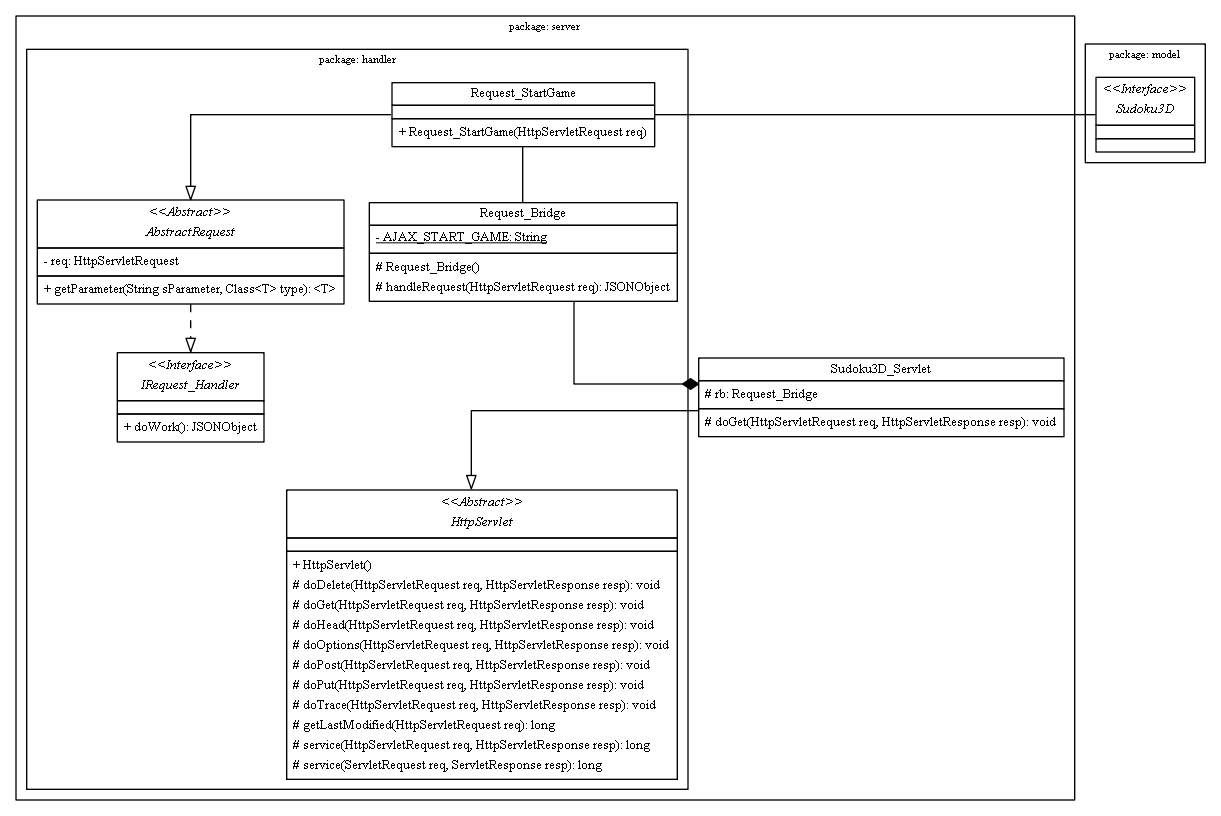 package: server
package: handler
package: model
Request_StartGame
+ Request_StartGame(HttpServletRequest req)
<<Interface>>
Sudoku3D
<<Abstract>>
AbstractRequest
- req: HttpServletRequest
+ getParameter(String sParameter, Class<T> type): <T>
Request_Bridge
- AJAX_START_GAME: String
# Request_Bridge()
# handleRequest(HttpServletRequest req): JSONObject
<<Interface>>
IRequest_Handler
+ doWork(): JSONObject
Sudoku3D_Servlet
# rb: Request_Bridge
# doGet(HttpServletRequest req, HttpServletResponse resp): void
<<Abstract>>
HttpServlet
+ HttpServlet()
# doDelete(HttpServletRequest req, HttpServletResponse resp): void
# doGet(HttpServletRequest req, HttpServletResponse resp): void
# doHead(HttpServletRequest req, HttpServletResponse resp): void
# doOptions(HttpServletRequest req, HttpServletResponse resp): void
# doPost(HttpServletRequest req, HttpServletResponse resp): void
# doPut(HttpServletRequest req, HttpServletResponse resp): void
# doTrace(HttpServletRequest req, HttpServletResponse resp): void
# getLastModified(HttpServletRequest req): long
# service(HttpServletRequest req, HttpServletResponse resp): long
# service(ServletRequest req, ServletResponse resp): long